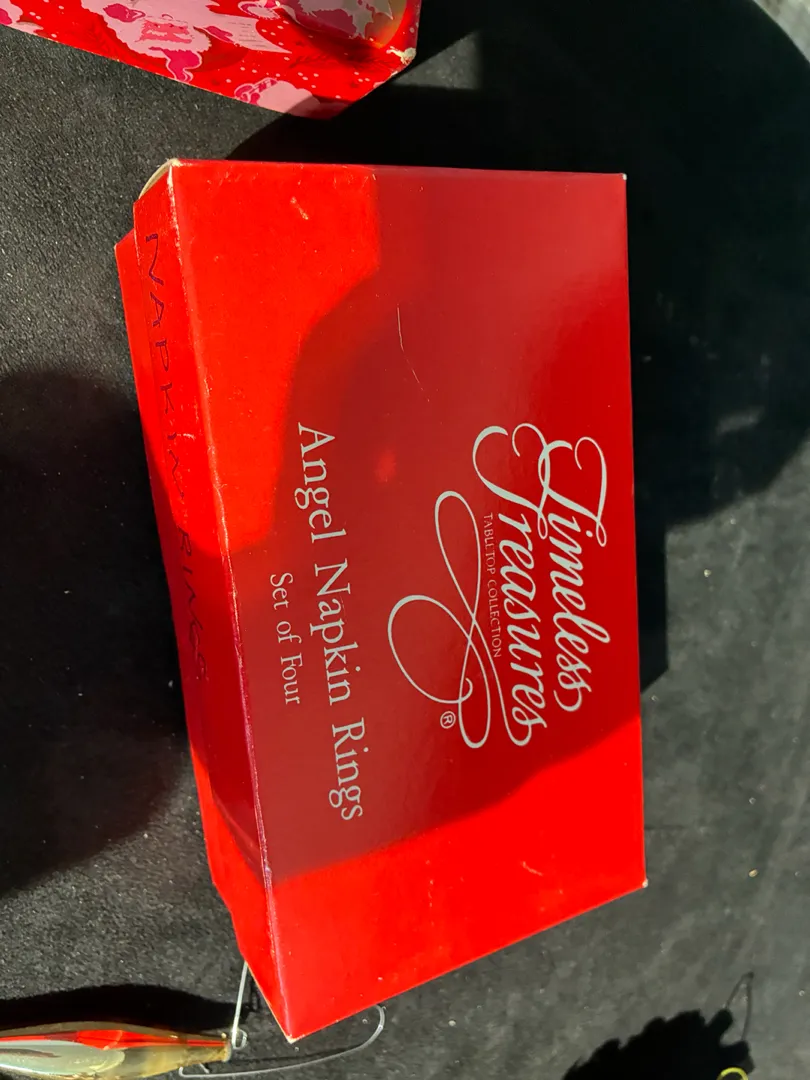 Timeless
Treasures
TABLETOP COLLECTION
®
Angel Napkin Rings
Set of Four
NAPKIN RINGS